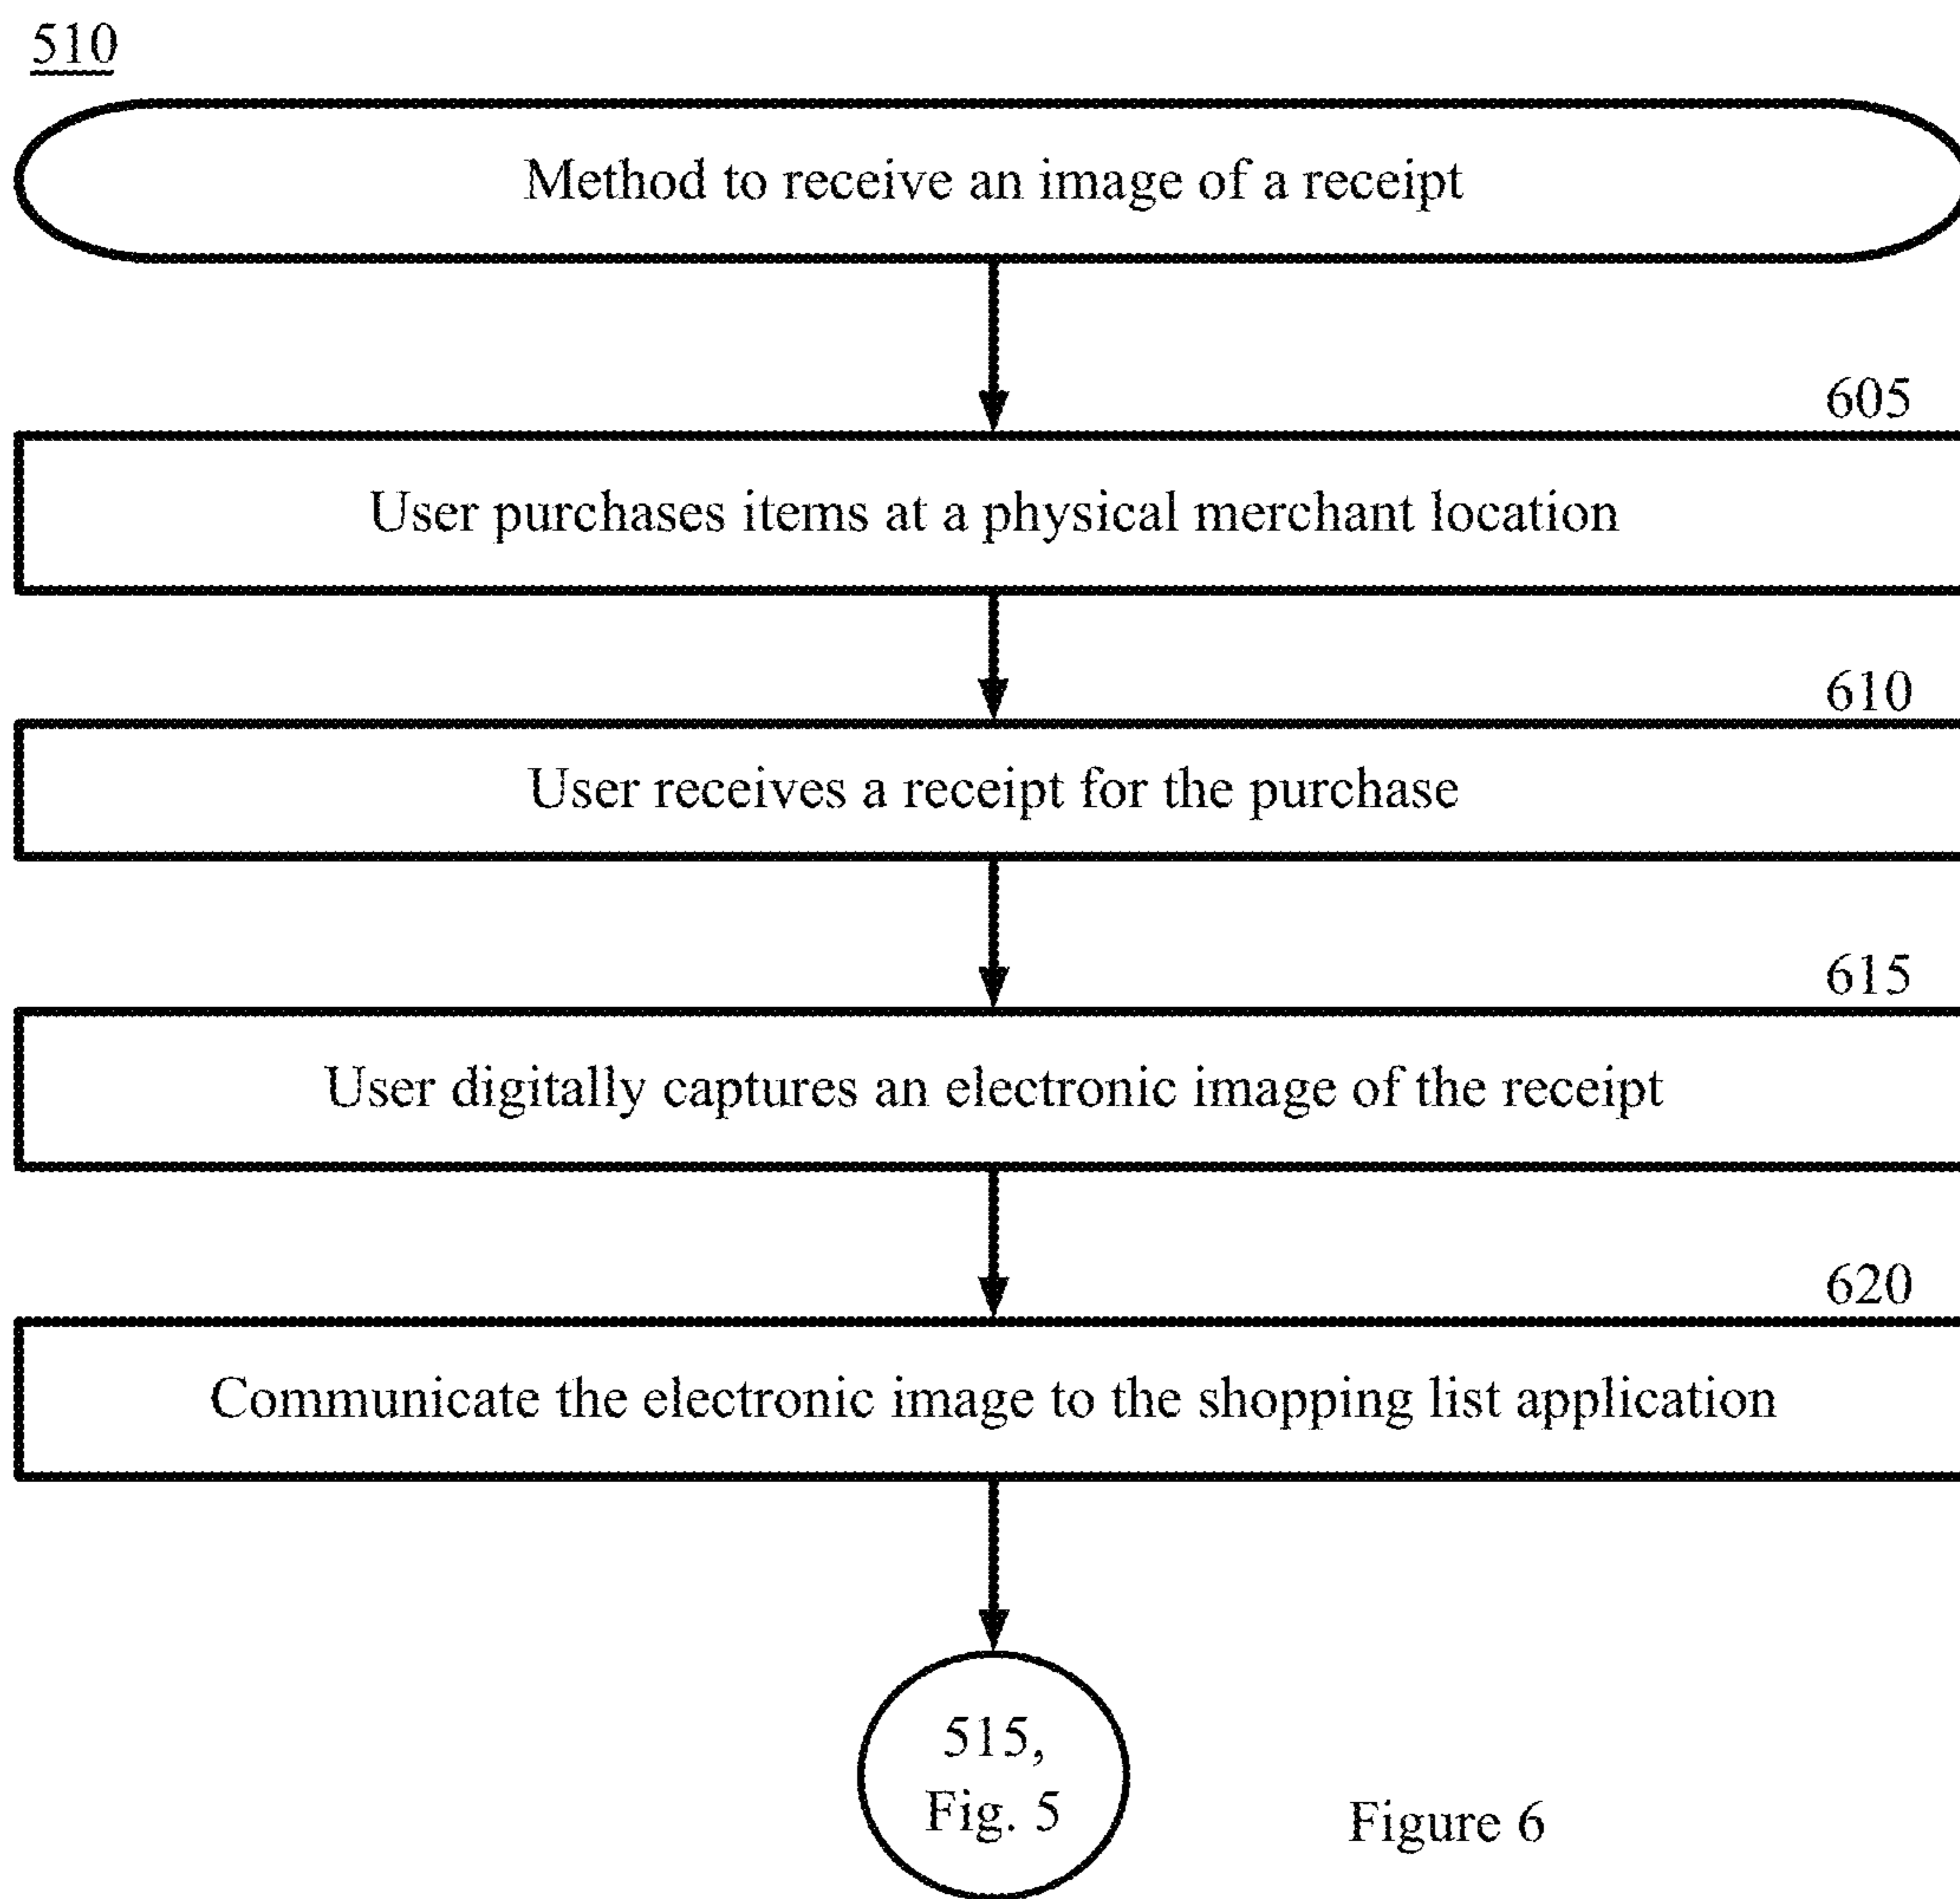 510
Method to receive an image of a receipt
605
User purchases items at a physical merchant location
610
User receives a receipt for the purchase
615
User digitally captures an electronic image of the receipt
620
Communicate the electronic image to the shopping list application
515,
Fig. 5
Figure 6